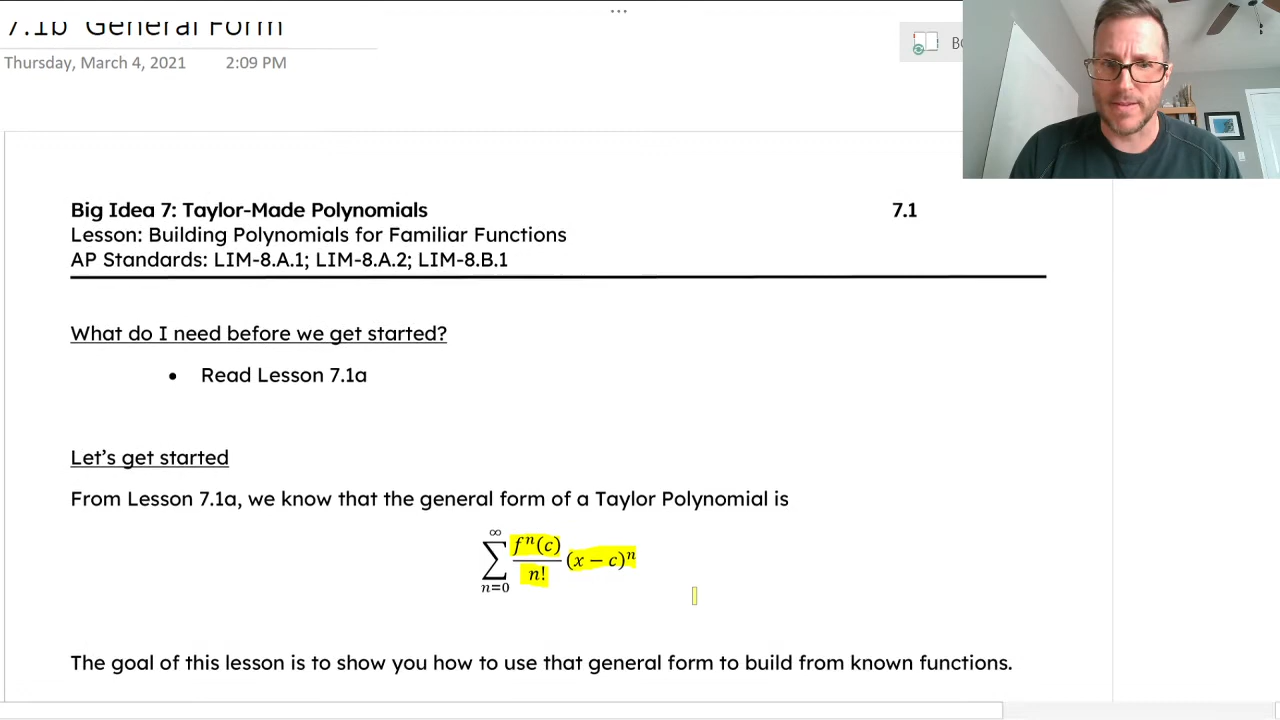 7.1b General Form
Thursday, March 4, 2021 2:09 PM
Big Idea 7: Taylor-Made Polynomials 7.1
Lesson: Building Polynomials for Familiar Functions
AP Standards: LIM-8.A.1; LIM-8.A.2; LIM-8.B.1
What do I need before we get started?
• Read Lesson 7.1a
Let's get started
From Lesson 7.1a, we know that the general form of a Taylor Polynomial is
∑_{n=0}^{∞} fⁿ(c)/n! (x − c)ⁿ
The goal of this lesson is to show you how to use that general form to build from known functions.